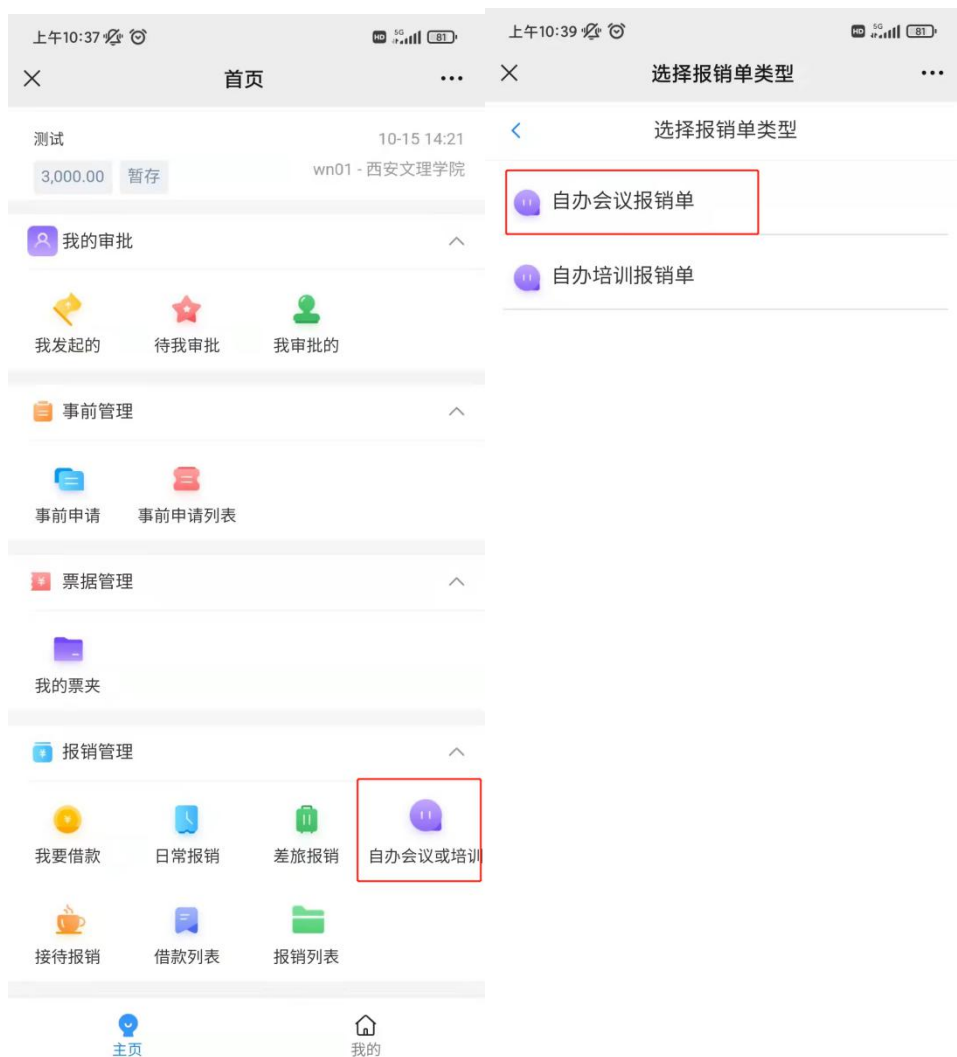 上午10:37
HD 5G 81
首页
测试
10-15 14:21
3,000.00 暂存
wn01 - 西安文理学院
我的审批
我发起的 待我审批 我审批的
事前管理
事前申请 事前申请列表
票据管理
我的票夹
报销管理
我要借款 日常报销 差旅报销 自办会议或培训
接待报销 借款列表 报销列表
主页 我的
上午10:39
HD 5G 81
选择报销单类型
选择报销单类型
自办会议报销单
自办培训报销单